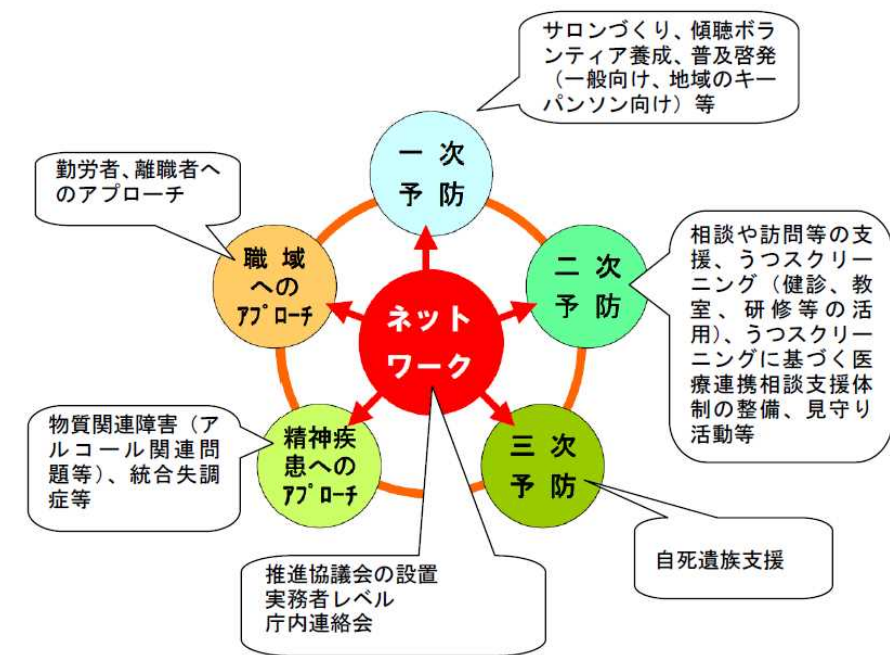 サロンづくり、傾聴ボラ
ンティア養成、普及啓発
（一般向け、地域のキー
パンソン向け）等
一 次
予 防
勤労者、離職者へ
のアプローチ
職 域
への
ｱﾌﾟﾛｰﾁ
二 次
予 防
相談や訪問等の支
援、うつスクリー
ニング（健診、教
室、研修等の活
用）、うつスクリー
ニングに基づく医
療連携相談支援体
制の整備、見守り
活動等
ネット
ワーク
物質関連障害（ア
ルコール関連問
題等）、統合失調
症等
精神疾
患への
ｱﾌﾟﾛｰﾁ
三 次
予 防
推進協議会の設置
実務者レベル
庁内連絡会
自死遺族支援